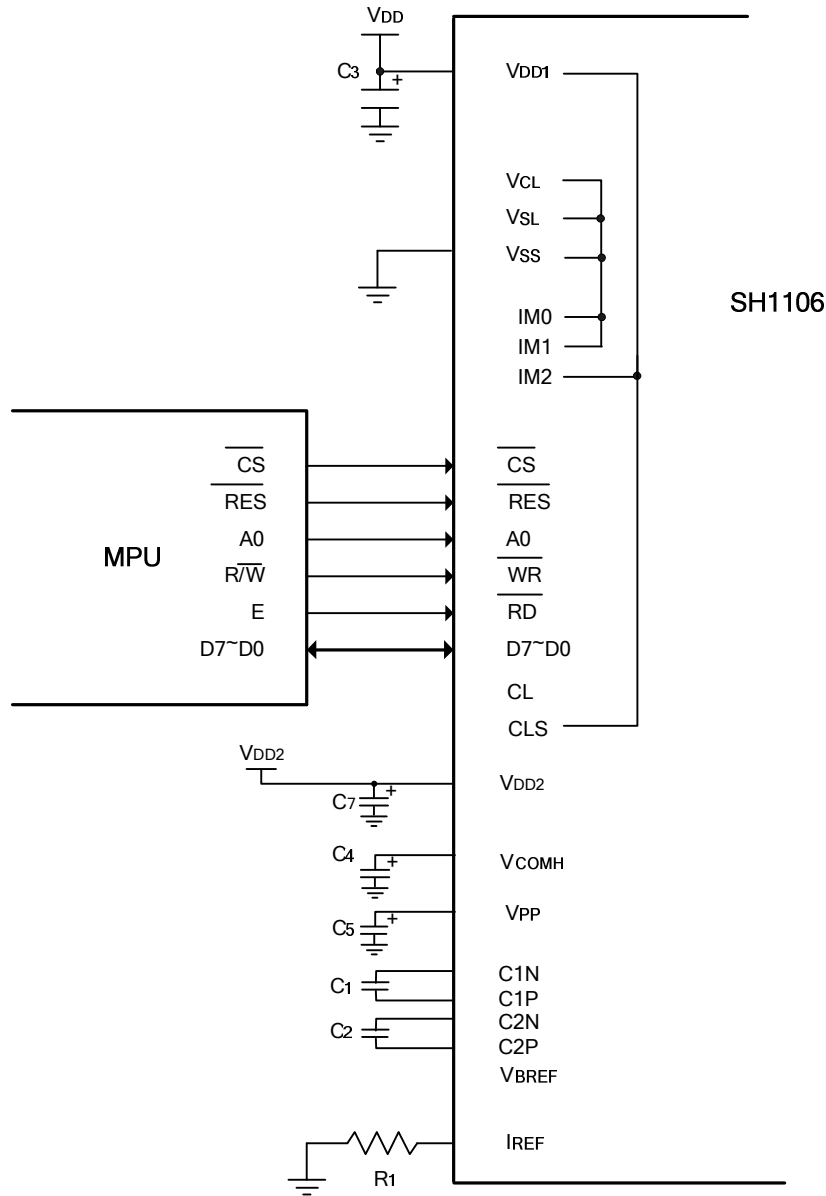 VDD
C3 +
VDD1
VCL
VSL
VSS
SH1106
IM0
IM1
IM2
CS CS
RES RES
A0 A0
MPU
R/W WR
E RD
D7~D0 D7~D0
CL
CLS
VDD2
VDD2
C7 +
C4 +
VCOMH
VPP
C5 +
C1N
C1
C1P
C2N
C2
C2P
VBREF
IREF
R1